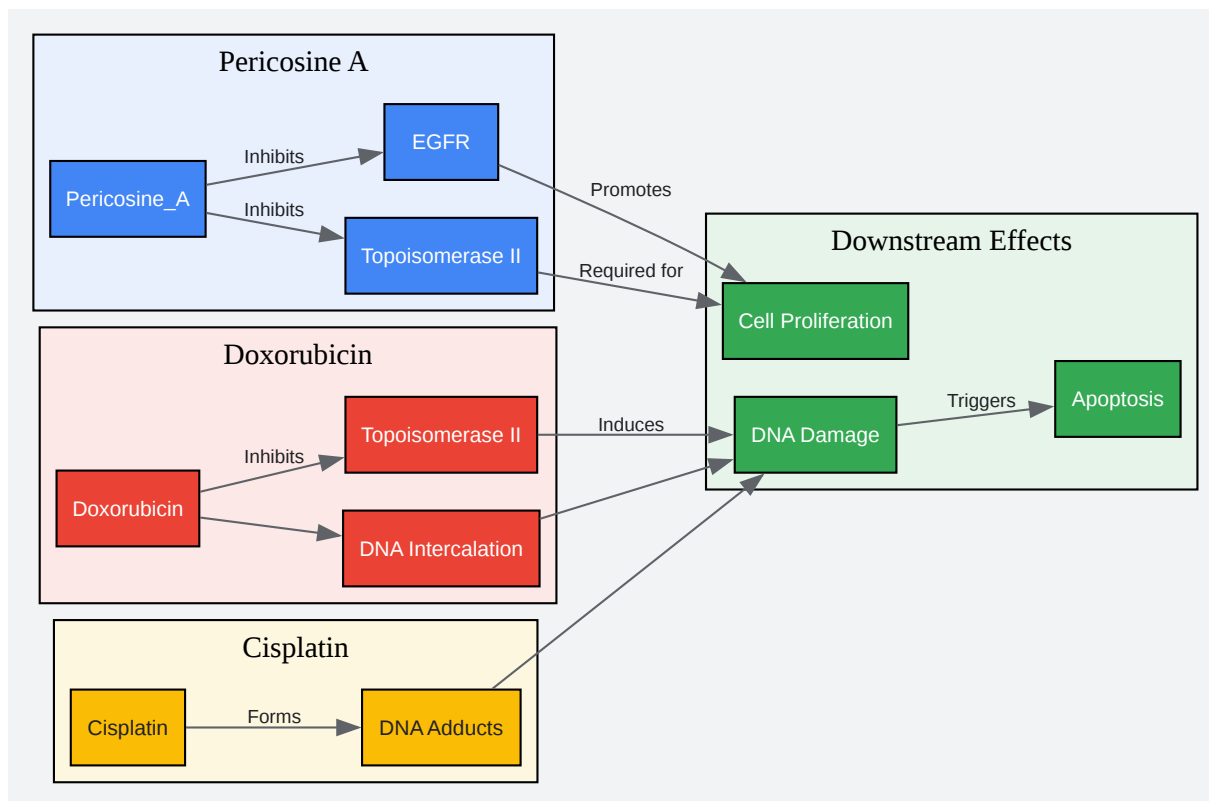 Pericosine A
Pericosine_A
Inhibits
EGFR
Inhibits
Topoisomerase II
Promotes
Required for
Doxorubicin
Doxorubicin
Inhibits
Topoisomerase II
DNA Intercalation
Induces
Cisplatin
Cisplatin
Forms
DNA Adducts
Downstream Effects
Cell Proliferation
DNA Damage
Triggers
Apoptosis